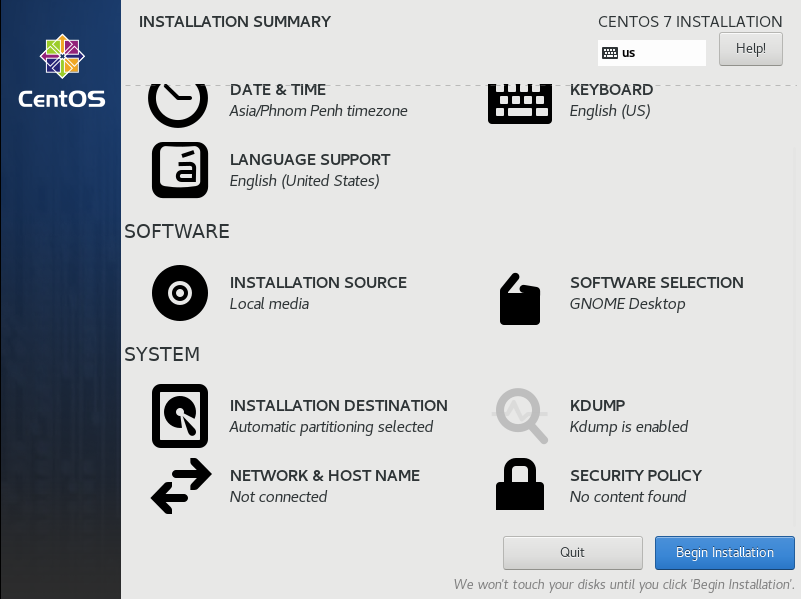 INSTALLATION SUMMARY
CENTOS 7 INSTALLATION
us
Help!
CentOS
DATE & TIME
Asia/Phnom Penh timezone
KEYBOARD
English (US)
LANGUAGE SUPPORT
English (United States)
á
SOFTWARE
INSTALLATION SOURCE
Local media
SOFTWARE SELECTION
GNOME Desktop
SYSTEM
INSTALLATION DESTINATION
Automatic partitioning selected
KDUMP
Kdump is enabled
NETWORK & HOST NAME
Not connected
SECURITY POLICY
No content found
Quit
Begin Installation
We won't touch your disks until you click 'Begin Installation'.